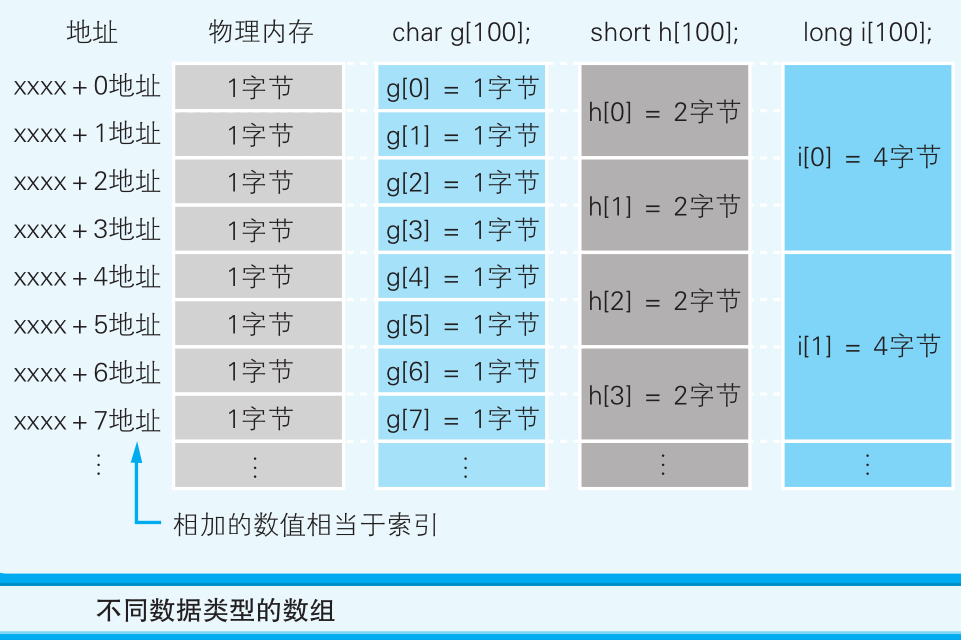 地址 物理内存 char g[100]; short h[100]; long i[100];
xxxx + 0地址 1字节 g[0] = 1字节 h[0] = 2字节 i[0] = 4字节
xxxx + 1地址 1字节 g[1] = 1字节
xxxx + 2地址 1字节 g[2] = 1字节 h[1] = 2字节
xxxx + 3地址 1字节 g[3] = 1字节
xxxx + 4地址 1字节 g[4] = 1字节 h[2] = 2字节 i[1] = 4字节
xxxx + 5地址 1字节 g[5] = 1字节
xxxx + 6地址 1字节 g[6] = 1字节 h[3] = 2字节
xxxx + 7地址 1字节 g[7] = 1字节
⋮ ⋮ ⋮ ⋮ ⋮
相加的数值相当于索引
不同数据类型的数组